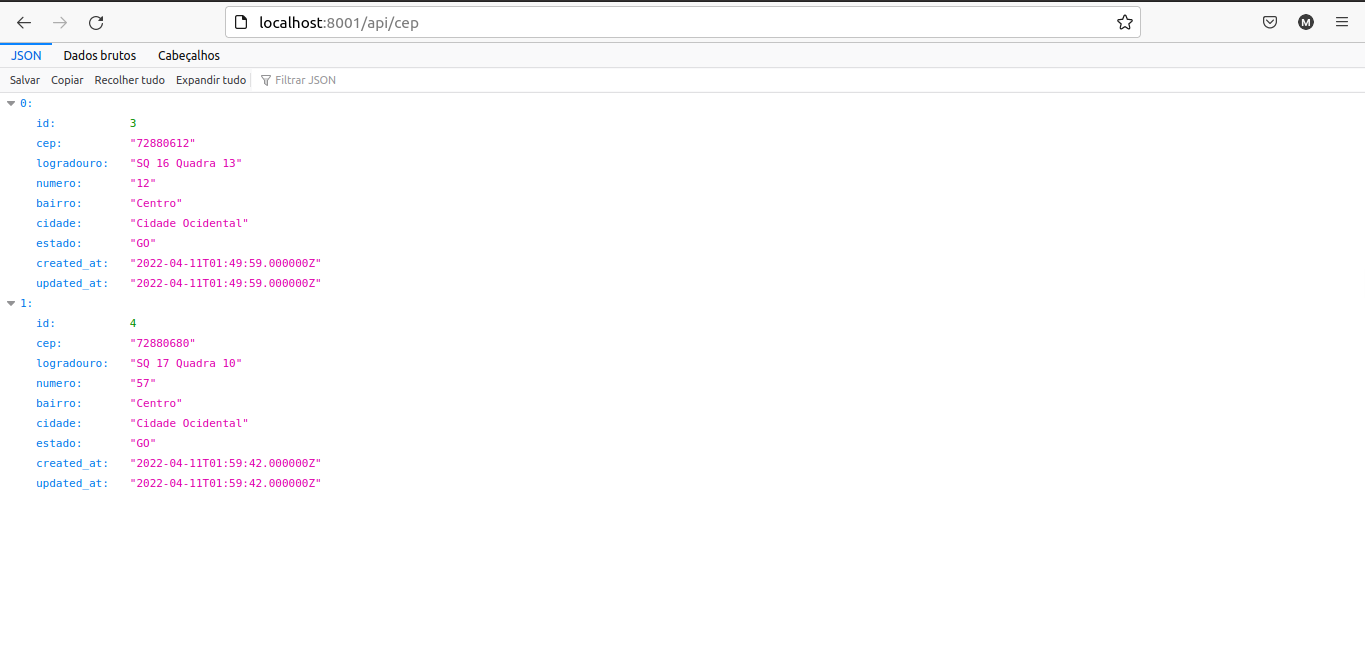 localhost:8001/api/cep
M
JSON Dados brutos Cabeçalhos
Salvar Copiar Recolher tudo Expandir tudo Filtrar JSON
0:
id: 3
cep: "72880612"
logradouro: "SQ 16 Quadra 13"
numero: "12"
bairro: "Centro"
cidade: "Cidade Ocidental"
estado: "GO"
created_at: "2022-04-11T01:49:59.000000Z"
updated_at: "2022-04-11T01:49:59.000000Z"
1:
id: 4
cep: "72880680"
logradouro: "SQ 17 Quadra 10"
numero: "57"
bairro: "Centro"
cidade: "Cidade Ocidental"
estado: "GO"
created_at: "2022-04-11T01:59:42.000000Z"
updated_at: "2022-04-11T01:59:42.000000Z"